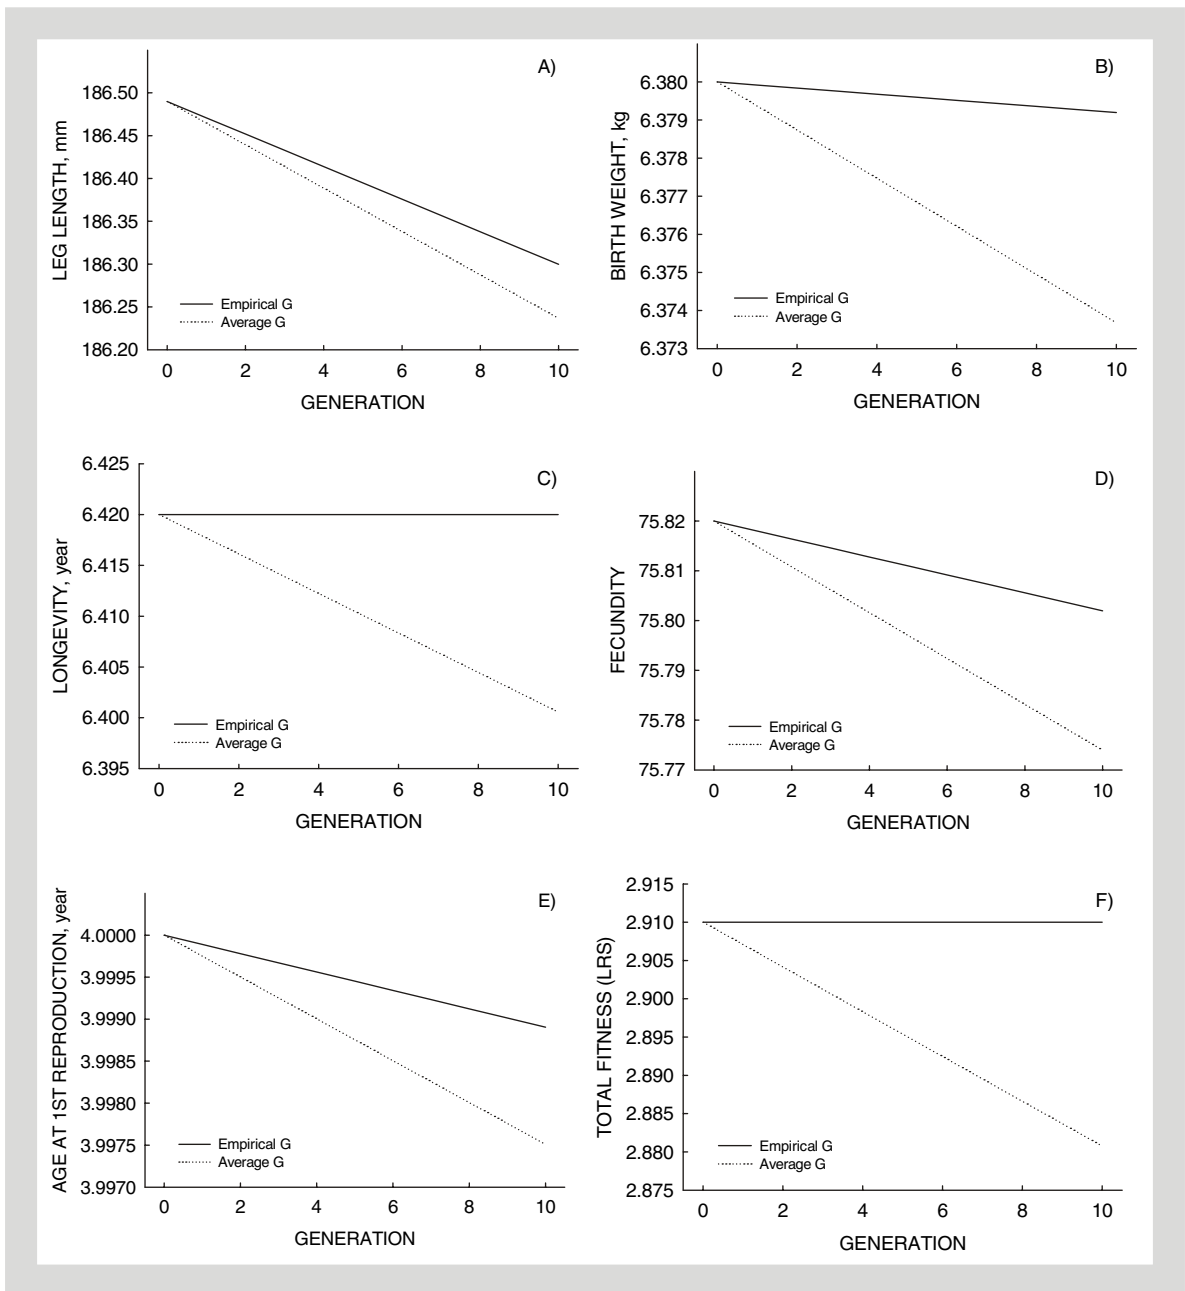 A)
LEG LENGTH, mm
186.50
186.45
186.40
186.35
186.30
186.25
186.20
Empirical G
Average G
0 2 4 6 8 10
GENERATION
B)
BIRTH WEIGHT, kg
6.380
6.379
6.378
6.377
6.376
6.375
6.374
6.373
Empirical G
Average G
0 2 4 6 8 10
GENERATION
C)
LONGEVITY, year
6.425
6.420
6.415
6.410
6.405
6.400
6.395
Empirical G
Average G
0 2 4 6 8 10
GENERATION
D)
FECUNDITY
75.82
75.81
75.80
75.79
75.78
75.77
Empirical G
Average G
0 2 4 6 8 10
GENERATION
E)
AGE AT 1ST REPRODUCTION, year
4.0000
3.9995
3.9990
3.9985
3.9980
3.9975
3.9970
Empirical G
Average G
0 2 4 6 8 10
GENERATION
F)
TOTAL FITNESS (LRS)
2.915
2.910
2.905
2.900
2.895
2.890
2.885
2.880
2.875
Empirical G
Average G
0 2 4 6 8 10
GENERATION